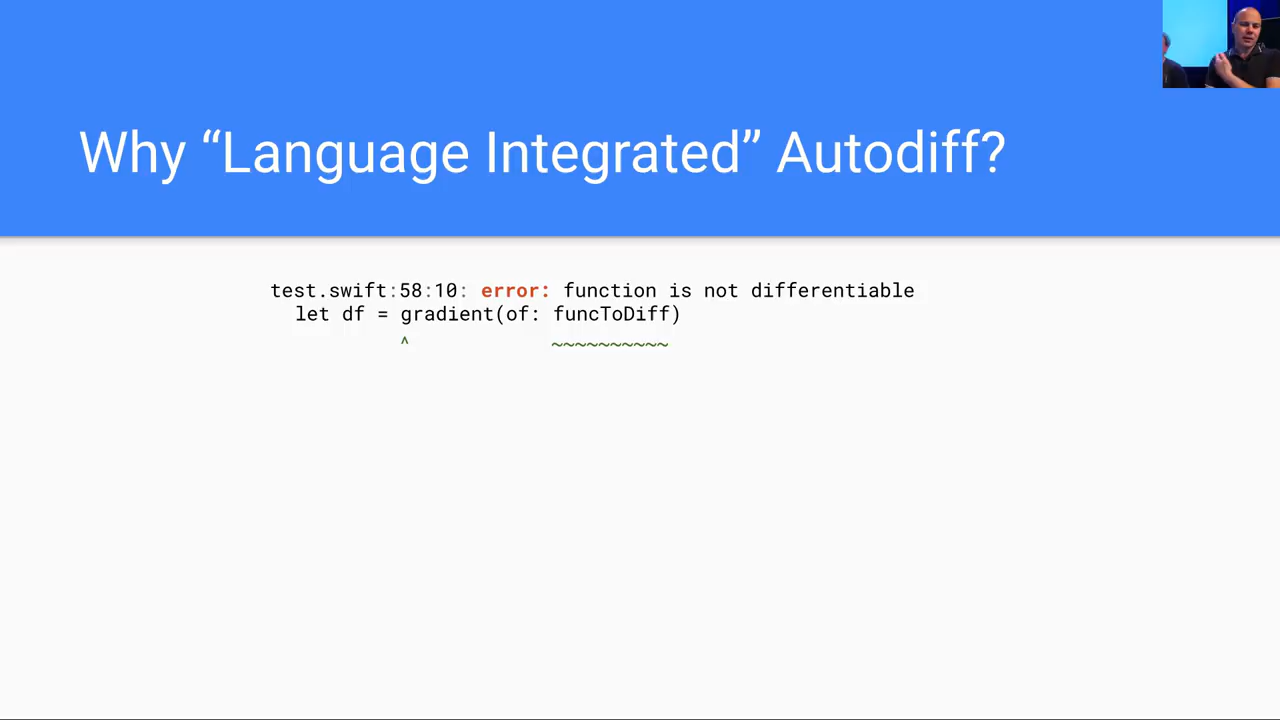 Why “Language Integrated” Autodiff?
test.swift:58:10: error: function is not differentiable
let df = gradient(of: funcToDiff)
^ ~~~~~~~~~~